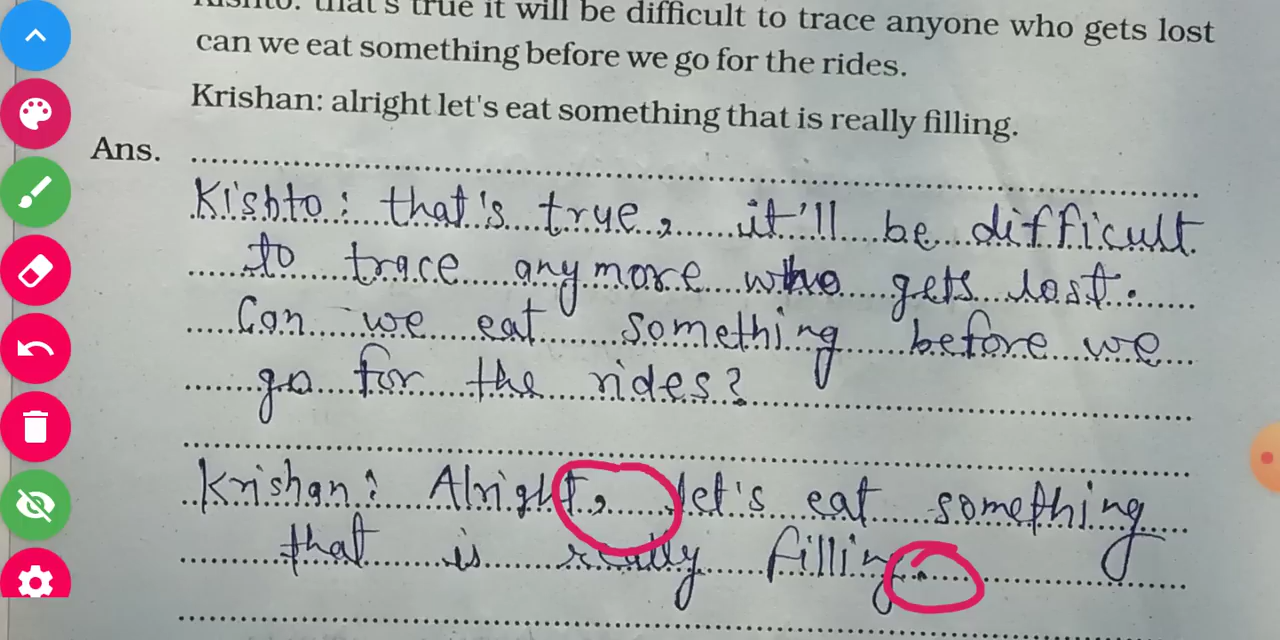 Kishto: that's true it will be difficult to trace anyone who gets lost
can we eat something before we go for the rides.
Krishan: alright let's eat something that is really filling.
Ans.
Kishto: that's true, it'll be difficult
to trace anymore who gets lost.
Can we eat something before we
go for the rides?
Krishan: Alright, let's eat something
that is really filling.